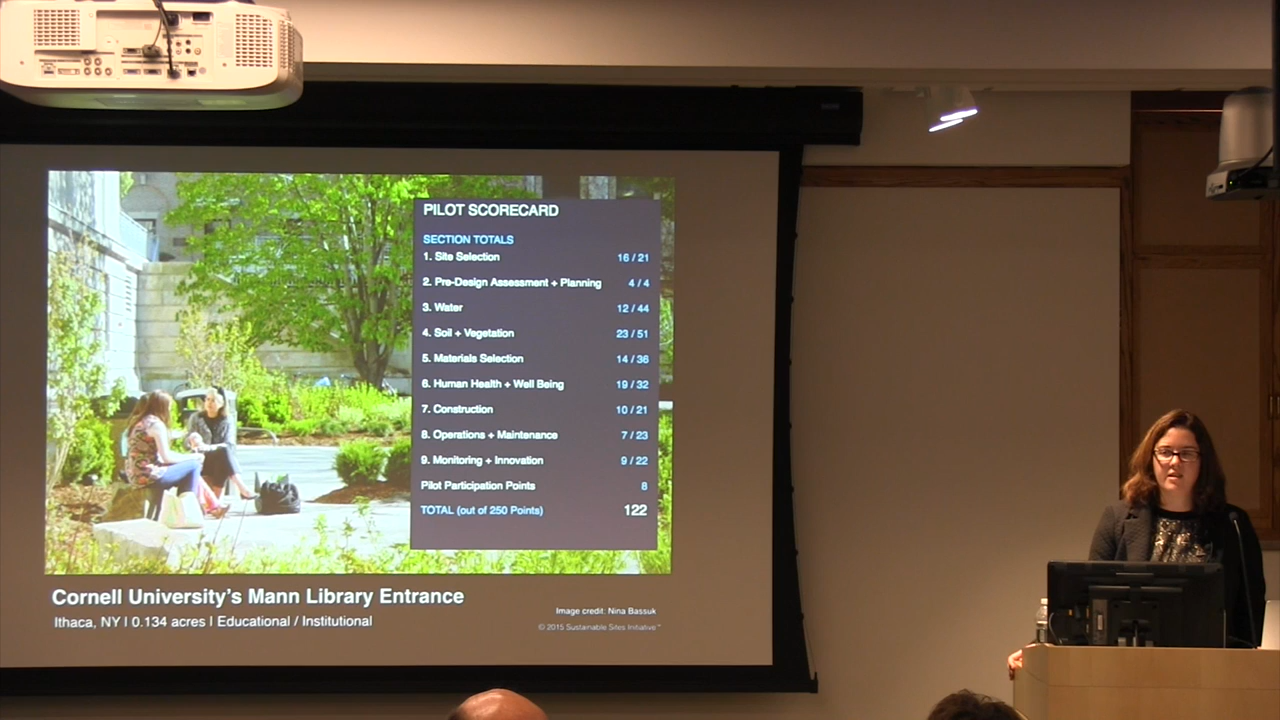 PILOT SCORECARD
SECTION TOTALS
1. Site Selection 16 / 21
2. Pre-Design Assessment + Planning 4 / 4
3. Water 12 / 44
4. Soil + Vegetation 23 / 51
5. Materials Selection 14 / 36
6. Human Health + Well Being 19 / 32
7. Construction 10 / 21
8. Operations + Maintenance 7 / 23
9. Monitoring + Innovation 9 / 22
Pilot Participation Points 8
TOTAL (out of 250 Points) 122
Cornell University's Mann Library Entrance
Ithaca, NY | 0.134 acres | Educational / Institutional
Image credit: Nina Bassuk
© 2015 Sustainable Sites Initiative™